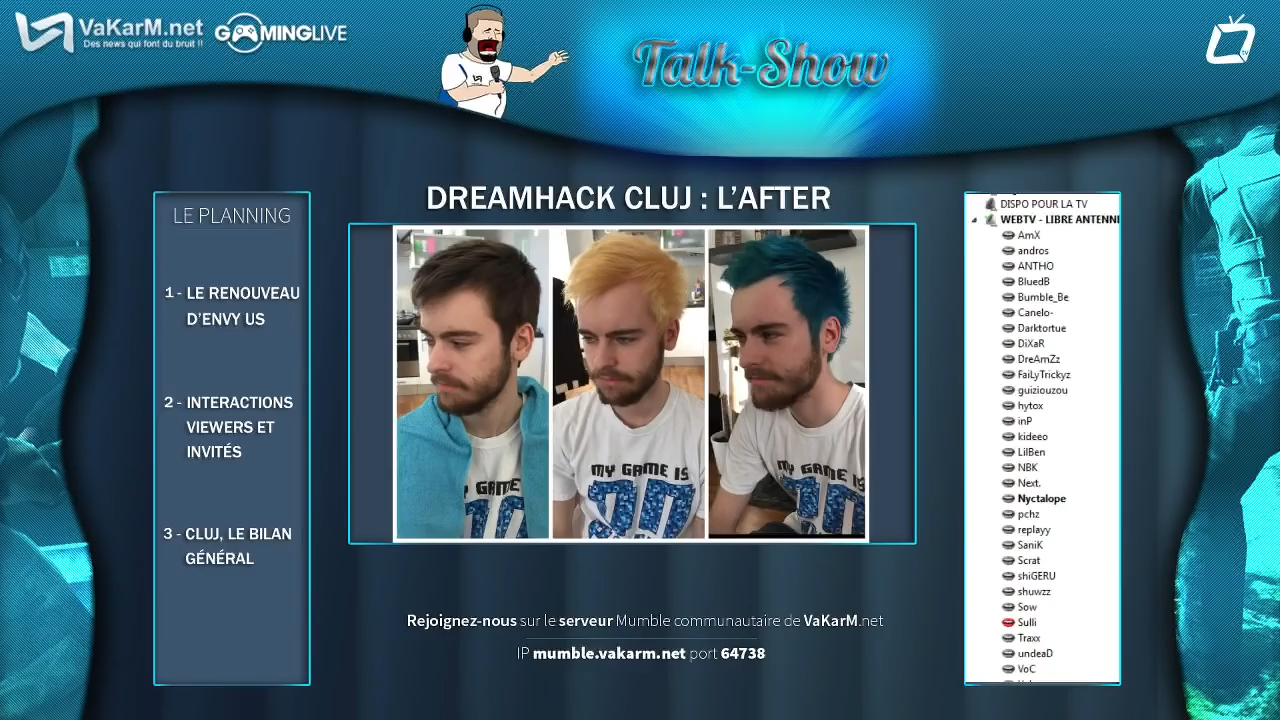 VaKarM.net
Des news qui font du bruit !!
GAMINGLIVE
Talk-Show
LE PLANNING
1 - LE RENOUVEAU
D'ENVY US
2 - INTERACTIONS
VIEWERS ET
INVITÉS
3 - CLUJ, LE BILAN
GÉNÉRAL
DREAMHACK CLUJ : L'AFTER
GAME
MY GAME IS
MY GAME IS
Rejoignez-nous sur le serveur Mumble communautaire de VaKarM.net
IP mumble.vakarm.net port 64738
DISPO POUR LA TV
WEBTV - LIBRE ANTENN
AmX
andros
ANTHO
BluedB
Bumble_Be
Canelo-
Darktortue
DiXaR
DreAmZz
FaiLyTrickyz
guiziouzou
hytox
inP
kideeo
LilBen
NBK
Next.
Nyctalope
pchz
replayy
SaniK
Scrat
shiGERU
shuwzz
Sow
Sulli
Traxx
undeaD
VoC